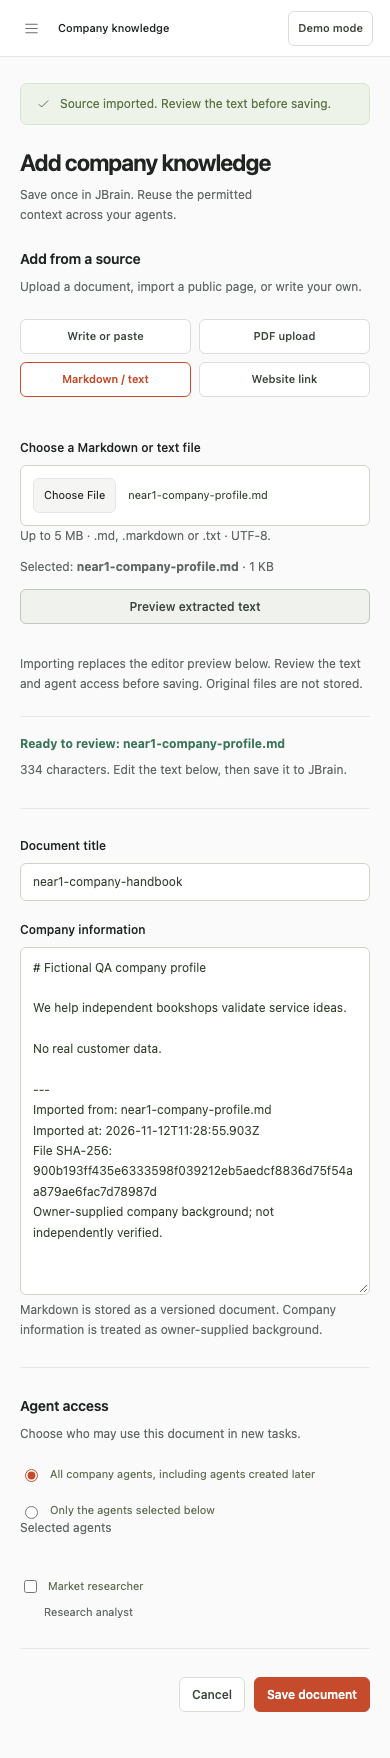 Company knowledge
Demo mode
Source imported. Review the text before saving.
Add company knowledge
Save once in JBrain. Reuse the permitted
context across your agents.
Add from a source
Upload a document, import a public page, or write your own.
Write or paste
PDF upload
Markdown / text
Website link
Choose a Markdown or text file
Choose File near1-company-profile.md
Up to 5 MB · .md, .markdown or .txt · UTF-8.
Selected: near1-company-profile.md · 1 KB
Preview extracted text
Importing replaces the editor preview below. Review the text
and agent access before saving. Original files are not stored.
Ready to review: near1-company-profile.md
334 characters. Edit the text below, then save it to JBrain.
Document title
near1-company-handbook
Company information
# Fictional QA company profile
We help independent bookshops validate service ideas.
No real customer data.
---
Imported from: near1-company-profile.md
Imported at: 2026-11-12T11:28:55.903Z
File SHA-256:
900b193ff435e6333598f039212eb5aedcf8836d75f54a
a879ae6fac7d78987d
Owner-supplied company background; not
independently verified.
Markdown is stored as a versioned document. Company
information is treated as owner-supplied background.
Agent access
Choose who may use this document in new tasks.
All company agents, including agents created later
Only the agents selected below
Selected agents
Market researcher
Research analyst
Cancel
Save document